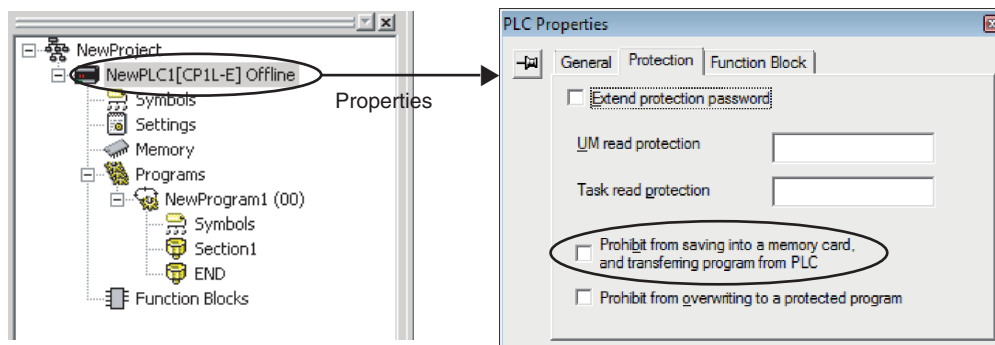 NewProject
NewPLC1[CP1L-E] Offline
Symbols
Settings
Memory
Programs
NewProgram1 (00)
Symbols
Section1
END
Function Blocks
Properties
PLC Properties
General Protection Function Block
Extend protection password
UM read protection
Task read protection
Prohibit from saving into a memory card,
and transferring program from PLC
Prohibit from overwriting to a protected program